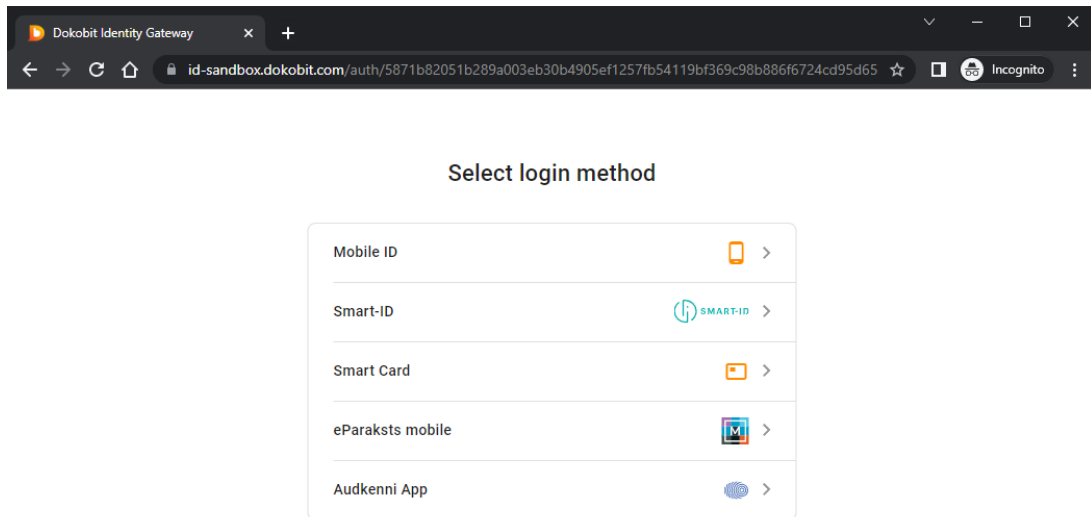 Dokobit Identity Gateway
id-sandbox.dokobit.com/auth/5871b82051b289a003eb30b4905ef1257fb54119bf369c98b886f6724cd95d65
Incognito
Select login method
Mobile ID
Smart-ID
SMART-ID
Smart Card
eParaksts mobile
M
Audkenni App